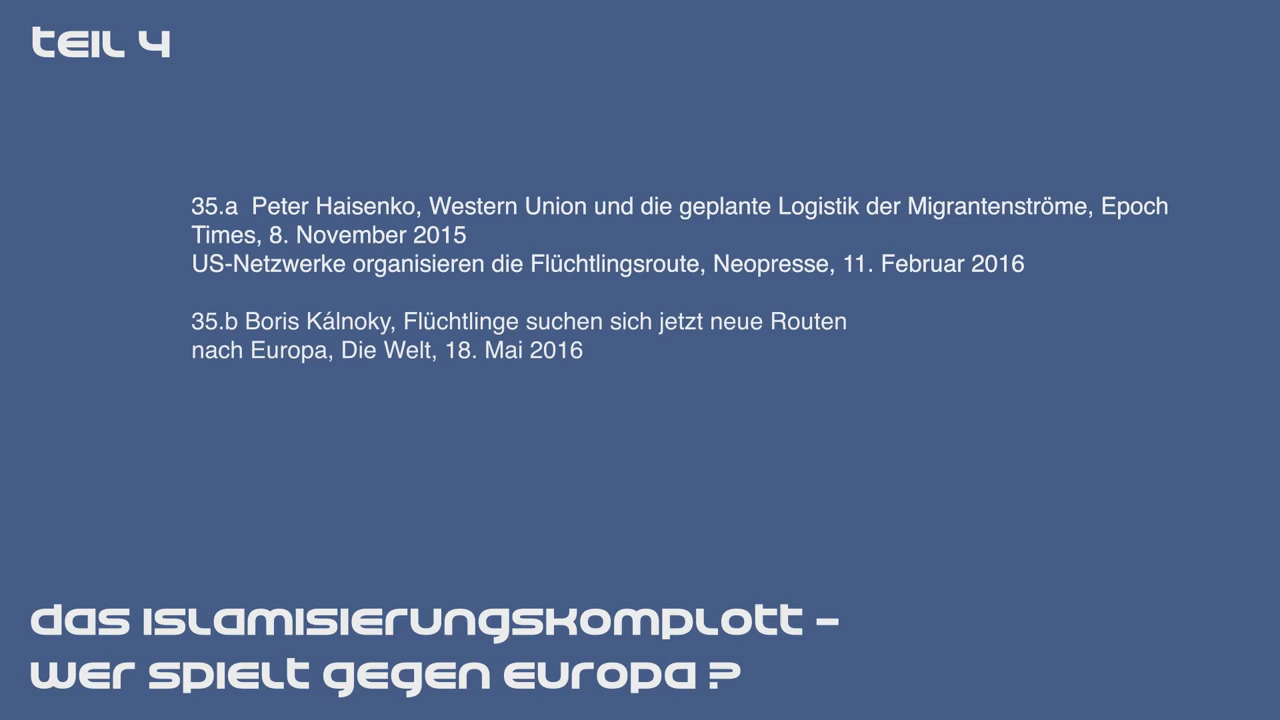 Teil 4
35.a  Peter Haisenko, Western Union und die geplante Logistik der Migrantenströme, Epoch
Times, 8. November 2015
US-Netzwerke organisieren die Flüchtlingsroute, Neopresse, 11. Februar 2016
35.b Boris Kálnoky, Flüchtlinge suchen sich jetzt neue Routen
nach Europa, Die Welt, 18. Mai 2016
das Islamisierungskomplott –
wer spielt gegen Europa ?